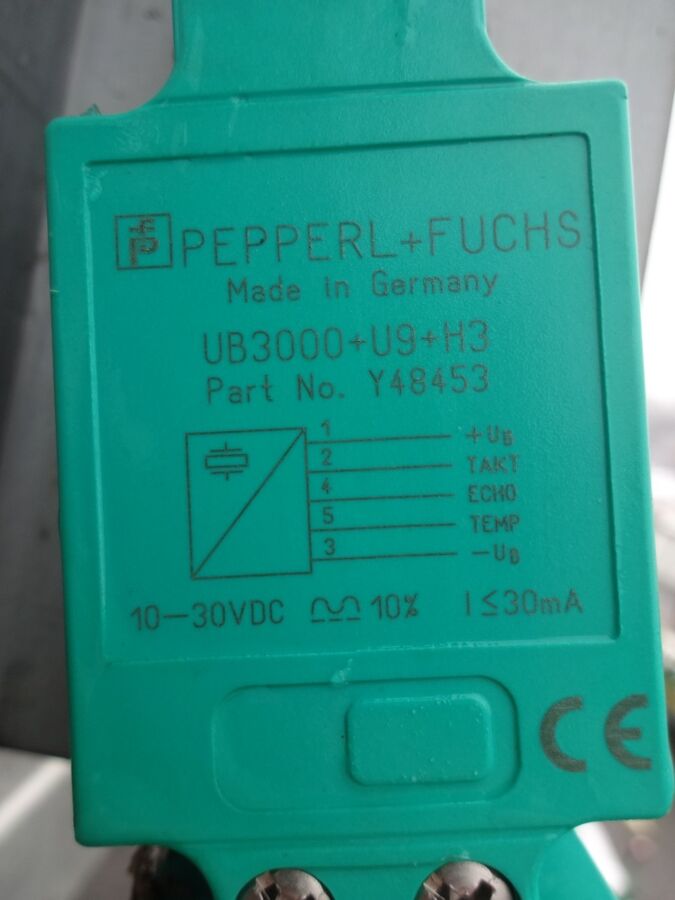 PEPPERL+FUCHS
Made in Germany
UB3000+U9+H3
Part No. Y48453
1 +UB
2 TAKT
4 ECHO
5 TEMP
3 -UB
10-30VDC 10% I≤30mA
CE